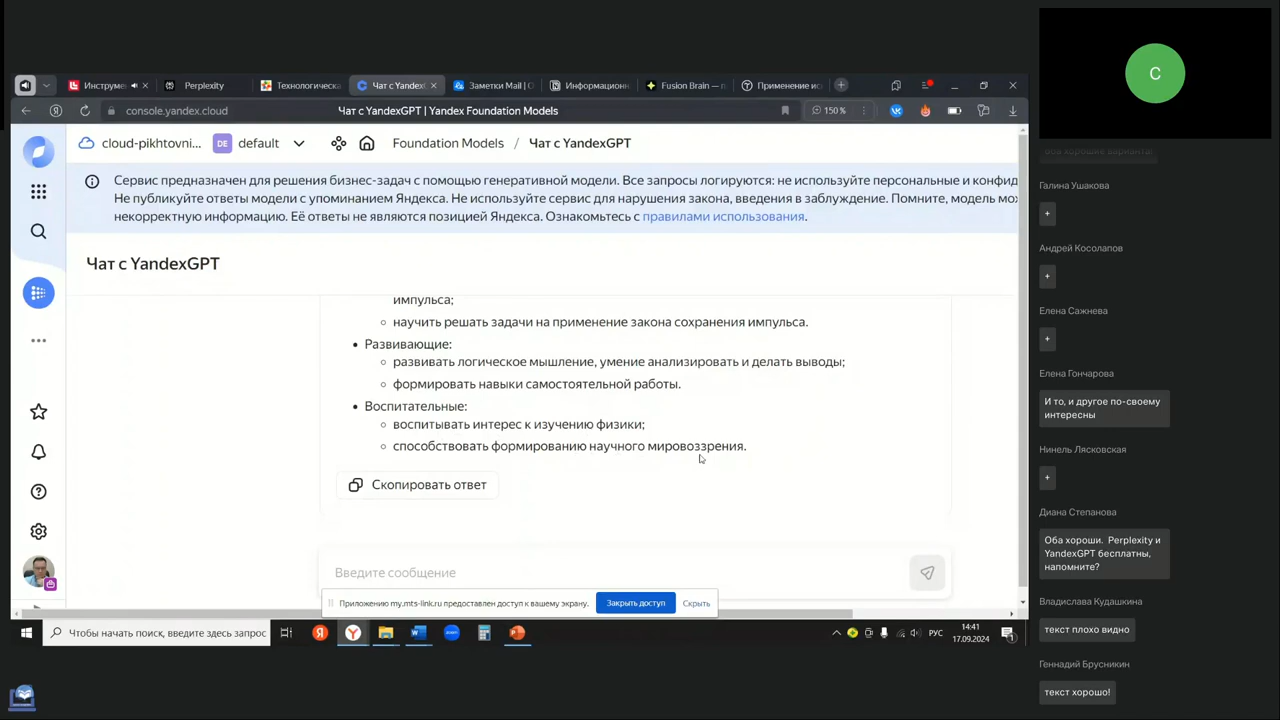 Инструме
Perplexity
Технологическа
Чат с Yandex
Заметки Mail | О
Информацион
Fusion Brain — п
Применение ис
console.yandex.cloud
Чат с YandexGPT | Yandex Foundation Models
150 %
cloud-pikhtovni...
DE
default
Foundation Models / Чат с YandexGPT
Сервис предназначен для решения бизнес-задач с помощью генеративной модели. Все запросы логируются: не используйте персональные и конфид
Не публикуйте ответы модели с упоминанием Яндекса. Не используйте сервис для нарушения закона, введения в заблуждение. Помните, модель мо
некорректную информацию. Её ответы не являются позицией Яндекса. Ознакомьтесь с правилами использования.
Чат с YandexGPT
импульса;
научить решать задачи на применение закона сохранения импульса.
Развивающие:
развивать логическое мышление, умение анализировать и делать выводы;
формировать навыки самостоятельной работы.
Воспитательные:
воспитывать интерес к изучению физики;
способствовать формированию научного мировоззрения.
Скопировать ответ
Введите сообщение
Приложению my.mts-link.ru предоставлен доступ к вашему экрану.
Закрыть доступ
Скрыть
Чтобы начать поиск, введите здесь запрос
РУС
14:41
17.09.2024
С
Оба хорошие варианты!
Галина Ушакова
+
Андрей Косолапов
+
Елена Сажнева
+
Елена Гончарова
И то, и другое по-своему
интересны
Нинель Лясковская
+
Диана Степанова
Оба хороши. Perplexity и
YandexGPT бесплатны,
напомните?
Владислава Кудашкина
текст плохо видно
Геннадий Брусникин
текст хорошо!